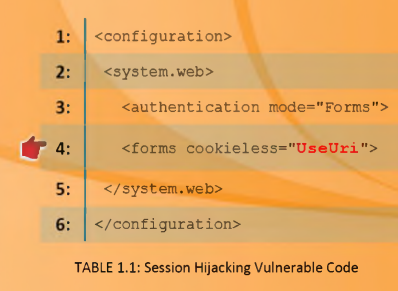 1: <configuration>
2: <system.web>
3: <authentication mode="Forms">
4: <forms cookieless="UseUri">
5: </system.web>
6: </configuration>
TABLE 1.1: Session Hijacking Vulnerable Code